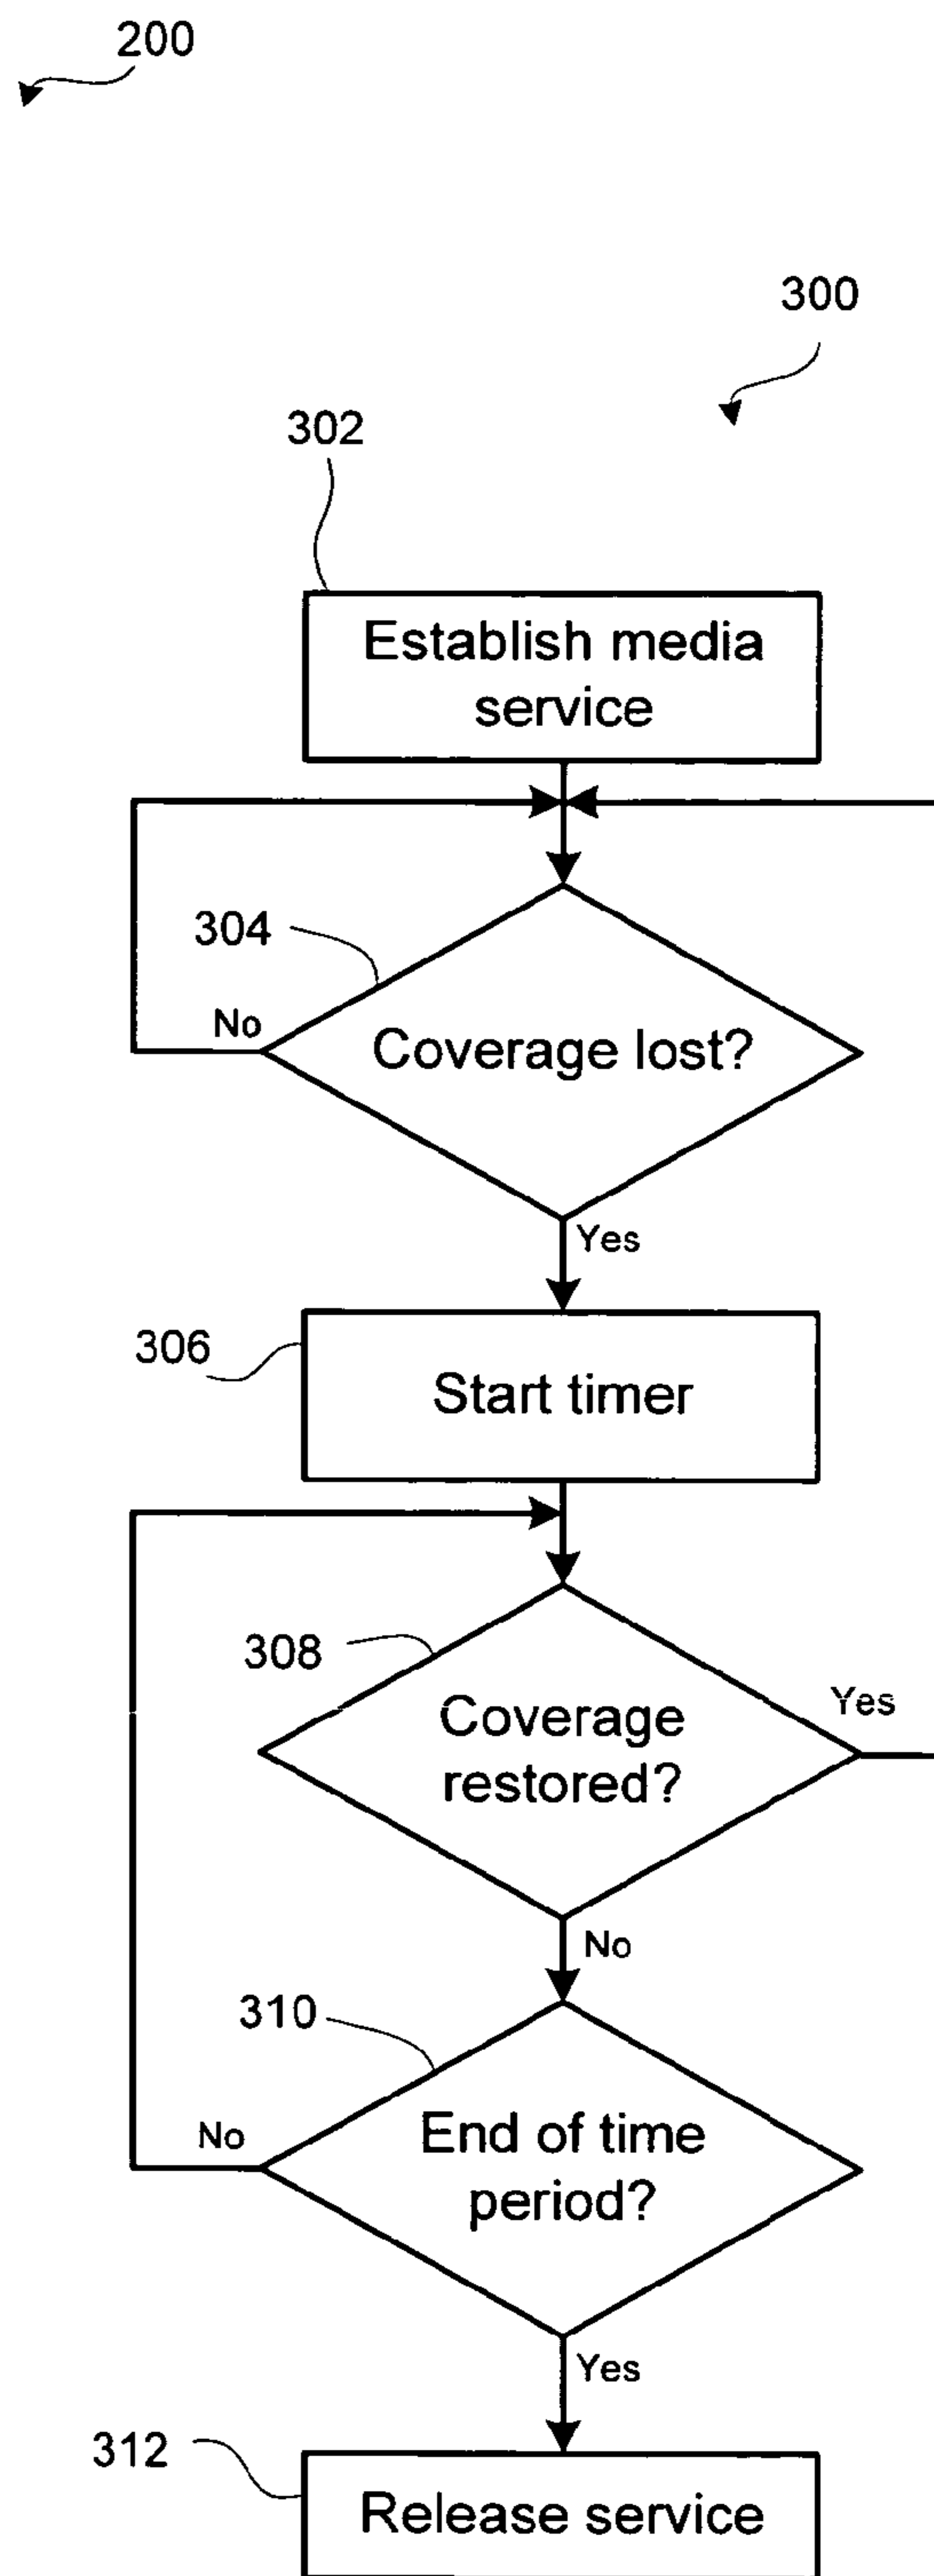 200
300
302
Establish media
service
304
No
Coverage lost?
Yes
306
Start timer
308
Coverage
restored?
Yes
No
310
End of time
period?
No
Yes
312
Release service